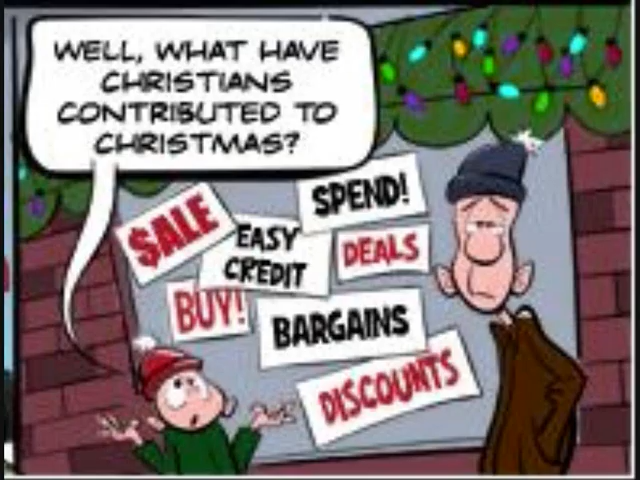 WELL, WHAT HAVE
CHRISTIANS
CONTRIBUTED TO
CHRISTMAS?
SPEND!
$ALE
EASY
CREDIT
DEALS
BUY!
BARGAINS
DISCOUNTS